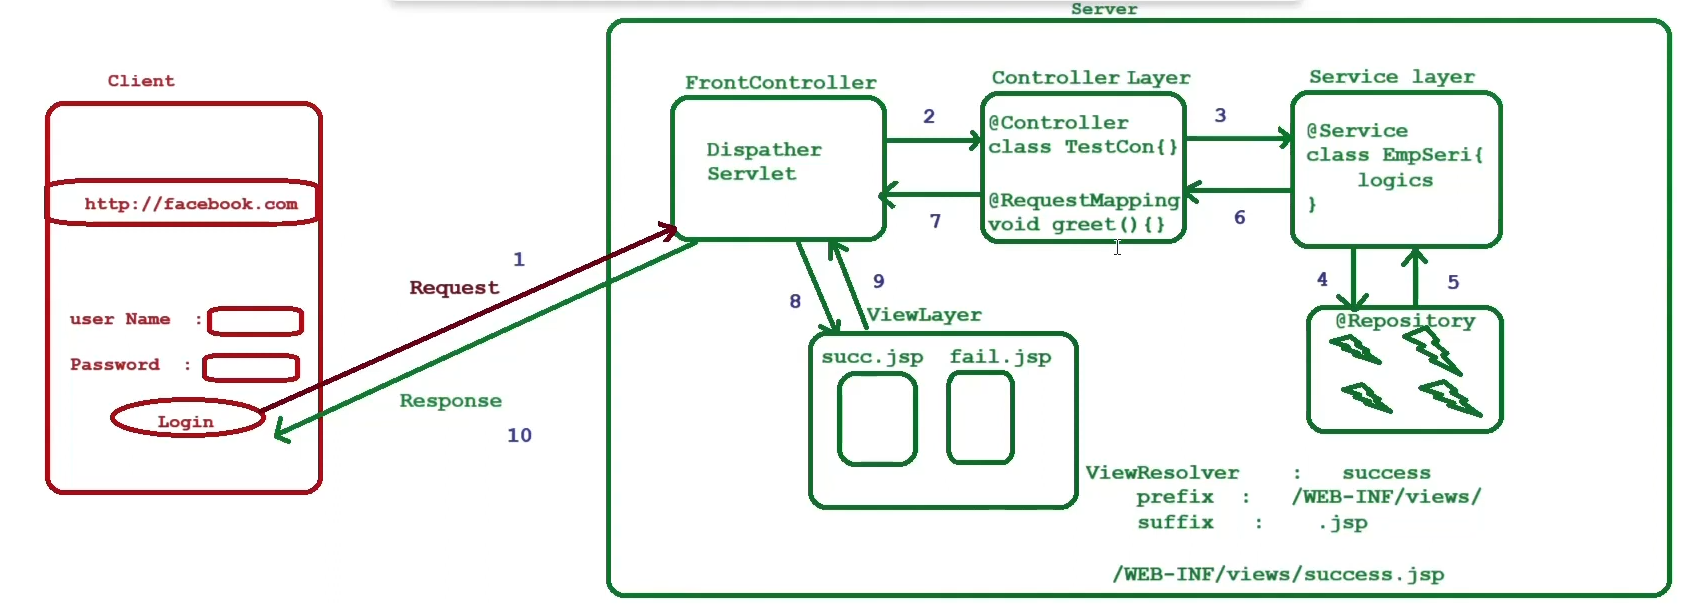 Server
Client
http://facebook.com
user Name :
Password :
Login
1
Request
Response
10
FrontController
Dispather
Servlet
2
7
Controller Layer
@Controller
class TestCon{}
@RequestMapping
void greet(){}
3
6
Service layer
@Service
class EmpSeri{
logics
}
4
5
@Repository
8
9
ViewLayer
succ.jsp fail.jsp
ViewResolver : success
prefix : /WEB-INF/views/
suffix : .jsp
/WEB-INF/views/success.jsp